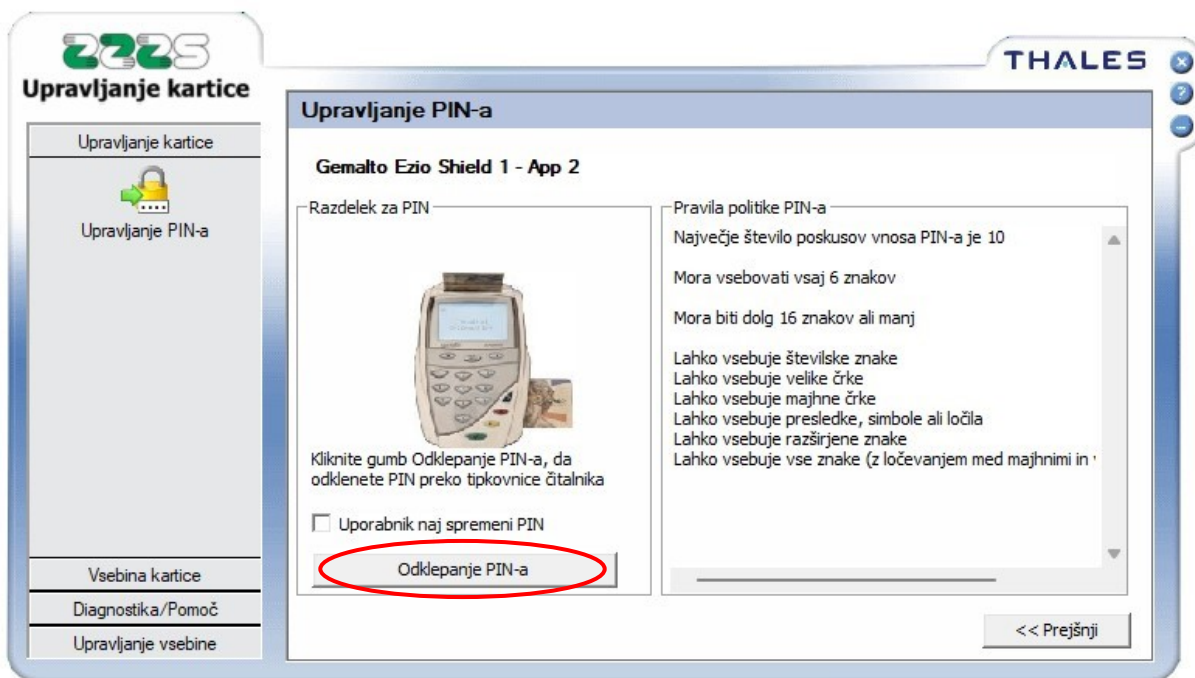 ZZZS
Upravljanje kartice
THALES
Upravljanje kartice
Upravljanje PIN-a
Vsebina kartice
Diagnostika/Pomoč
Upravljanje vsebine
Upravljanje PIN-a
Gemalto Ezio Shield 1 - App 2
Razdelek za PIN
Kliknite gumb Odklepanje PIN-a, da
odklenete PIN preko tipkovnice čitalnika
Uporabnik naj spremeni PIN
Odklepanje PIN-a
Pravila politike PIN-a
Največje število poskusov vnosa PIN-a je 10
Mora vsebovati vsaj 6 znakov
Mora biti dolg 16 znakov ali manj
Lahko vsebuje številske znake
Lahko vsebuje velike črke
Lahko vsebuje majhne črke
Lahko vsebuje presledke, simbole ali ločila
Lahko vsebuje razširjene znake
Lahko vsebuje vse znake (z ločevanjem med majhnimi in
<< Prejšnji